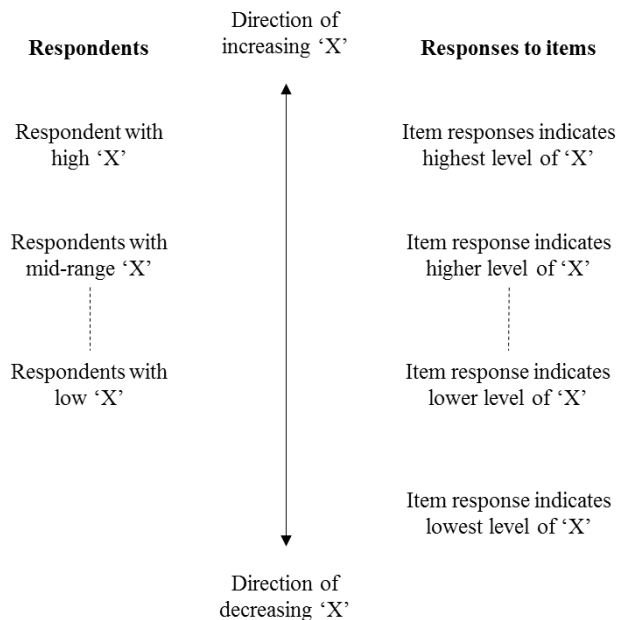 Direction of
increasing ‘X’
Respondents
Responses to items
Respondent with
high ‘X’
Item responses indicates
highest level of ‘X’
Respondents with
mid-range ‘X’
Item response indicates
higher level of ‘X’
Respondents with
low ‘X’
Item response indicates
lower level of ‘X’
Item response indicates
lowest level of ‘X’
Direction of
decreasing ‘X’